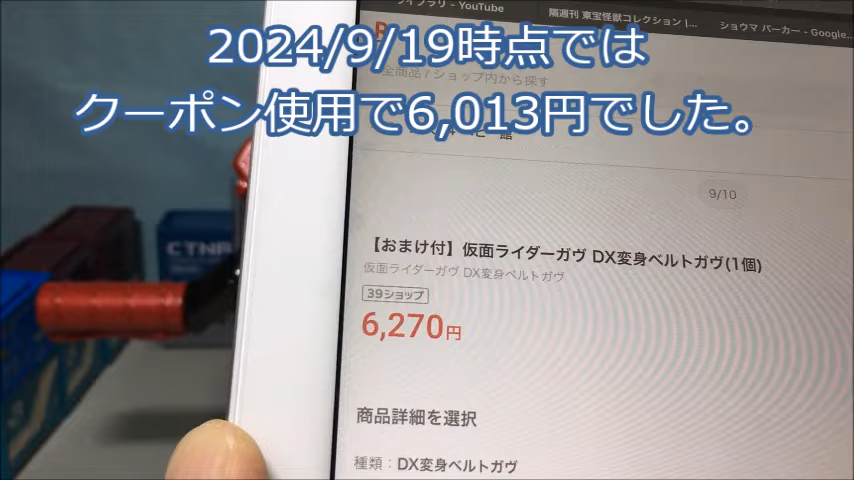 ライブラリ - YouTube
隔週刊 東宝怪獣コレクション |...
ショウマ パーカー - Google...
2024/9/19時点では
全商品 / ショップ内から探す
クーポン使用で6,013円でした。
館
9/10
【おまけ付】仮面ライダーガヴ DX変身ベルトガヴ(1個)
仮面ライダーガヴ DX変身ベルトガヴ
39ショップ
6,270円
商品詳細を選択
種類：DX変身ベルトガヴ
CTNR